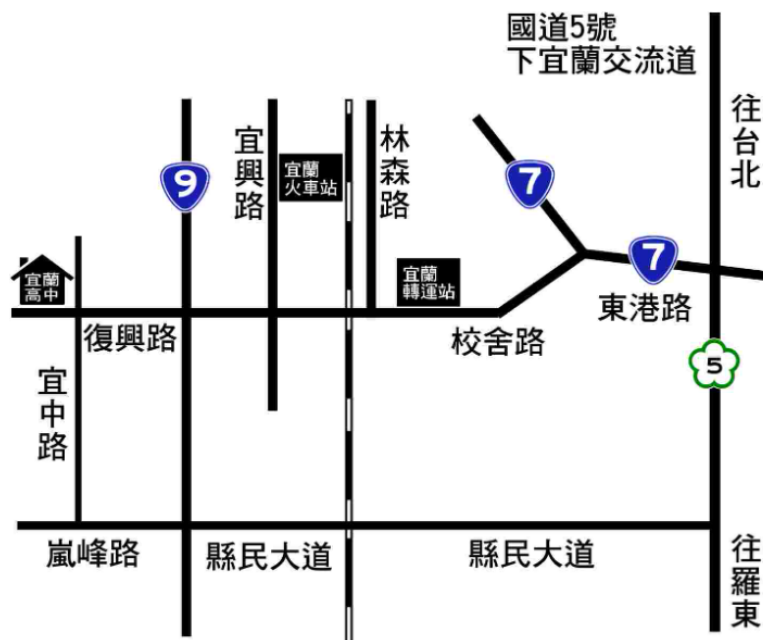 國道5號
下宜蘭交流道
往台北
宜興路
宜蘭
火車站
林森路
9
7
7
宜蘭
高中
宜蘭
轉運站
東港路
復興路
校舍路
5
宜中路
嵐峰路
縣民大道
縣民大道
往羅東